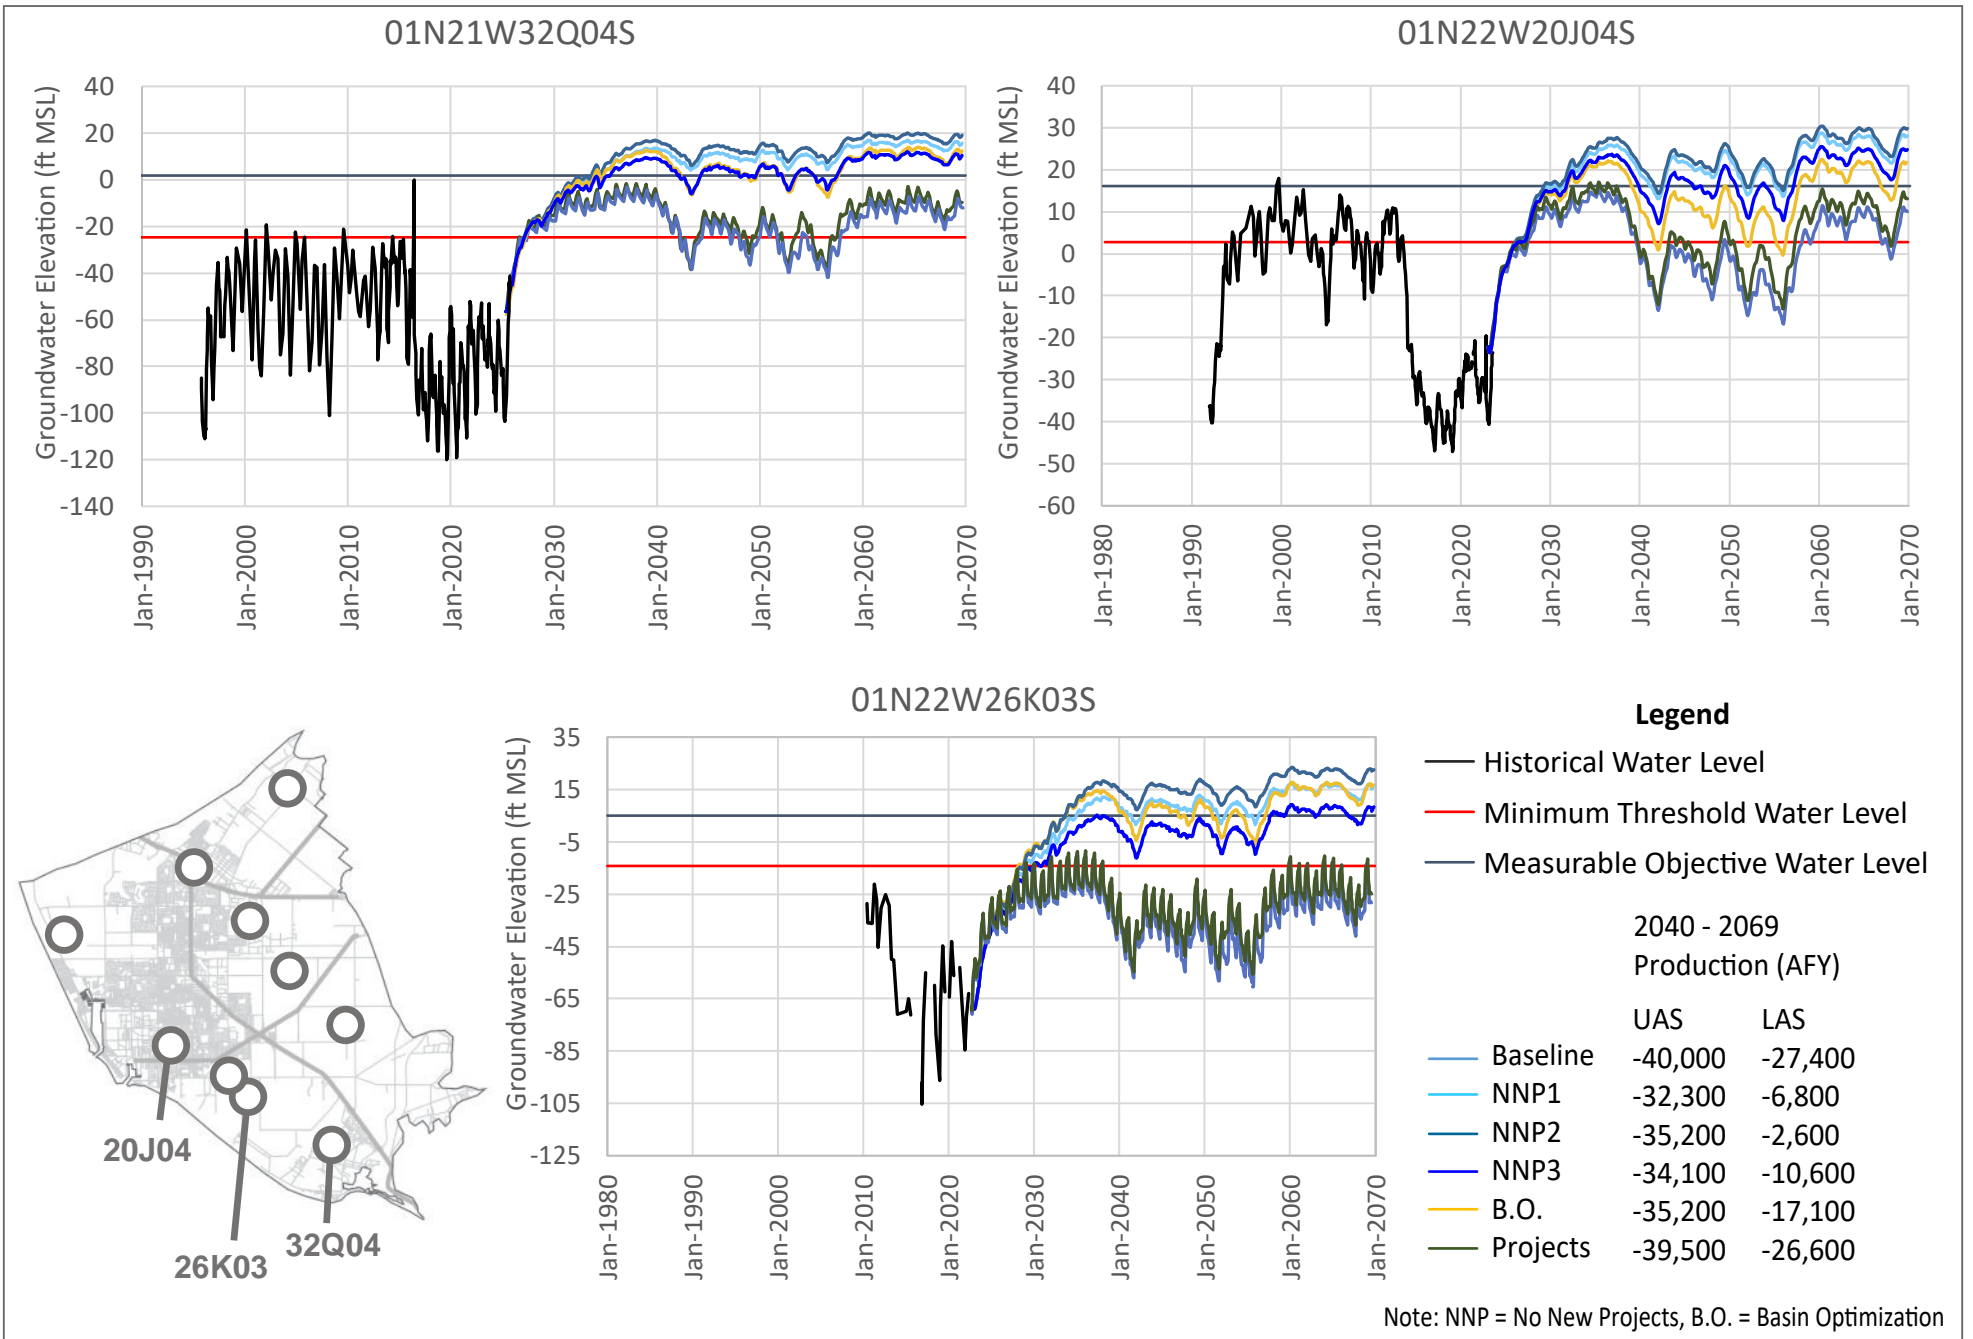 01N21W32Q04S
Groundwater Elevation (ft MSL)
40
20
0
-20
-40
-60
-80
-100
-120
-140
Jan-1990
Jan-2000
Jan-2010
Jan-2020
Jan-2030
Jan-2040
Jan-2050
Jan-2060
Jan-2070
01N22W20J04S
Groundwater Elevation (ft MSL)
40
30
20
10
0
-10
-20
-30
-40
-50
-60
Jan-1980
Jan-1990
Jan-2000
Jan-2010
Jan-2020
Jan-2030
Jan-2040
Jan-2050
Jan-2060
Jan-2070
20J04
26K03
32Q04
01N22W26K03S
Groundwater Elevation (ft MSL)
35
15
-5
-25
-45
-65
-85
-105
-125
Jan-1980
Jan-1990
Jan-2000
Jan-2010
Jan-2020
Jan-2030
Jan-2040
Jan-2050
Jan-2060
Jan-2070
Legend
Historical Water Level
Minimum Threshold Water Level
Measurable Objective Water Level
2040 - 2069
Production (AFY)
UAS LAS
Baseline -40,000 -27,400
NNP1 -32,300 -6,800
NNP2 -35,200 -2,600
NNP3 -34,100 -10,600
B.O. -35,200 -17,100
Projects -39,500 -26,600
Note: NNP = No New Projects, B.O. = Basin Optimization